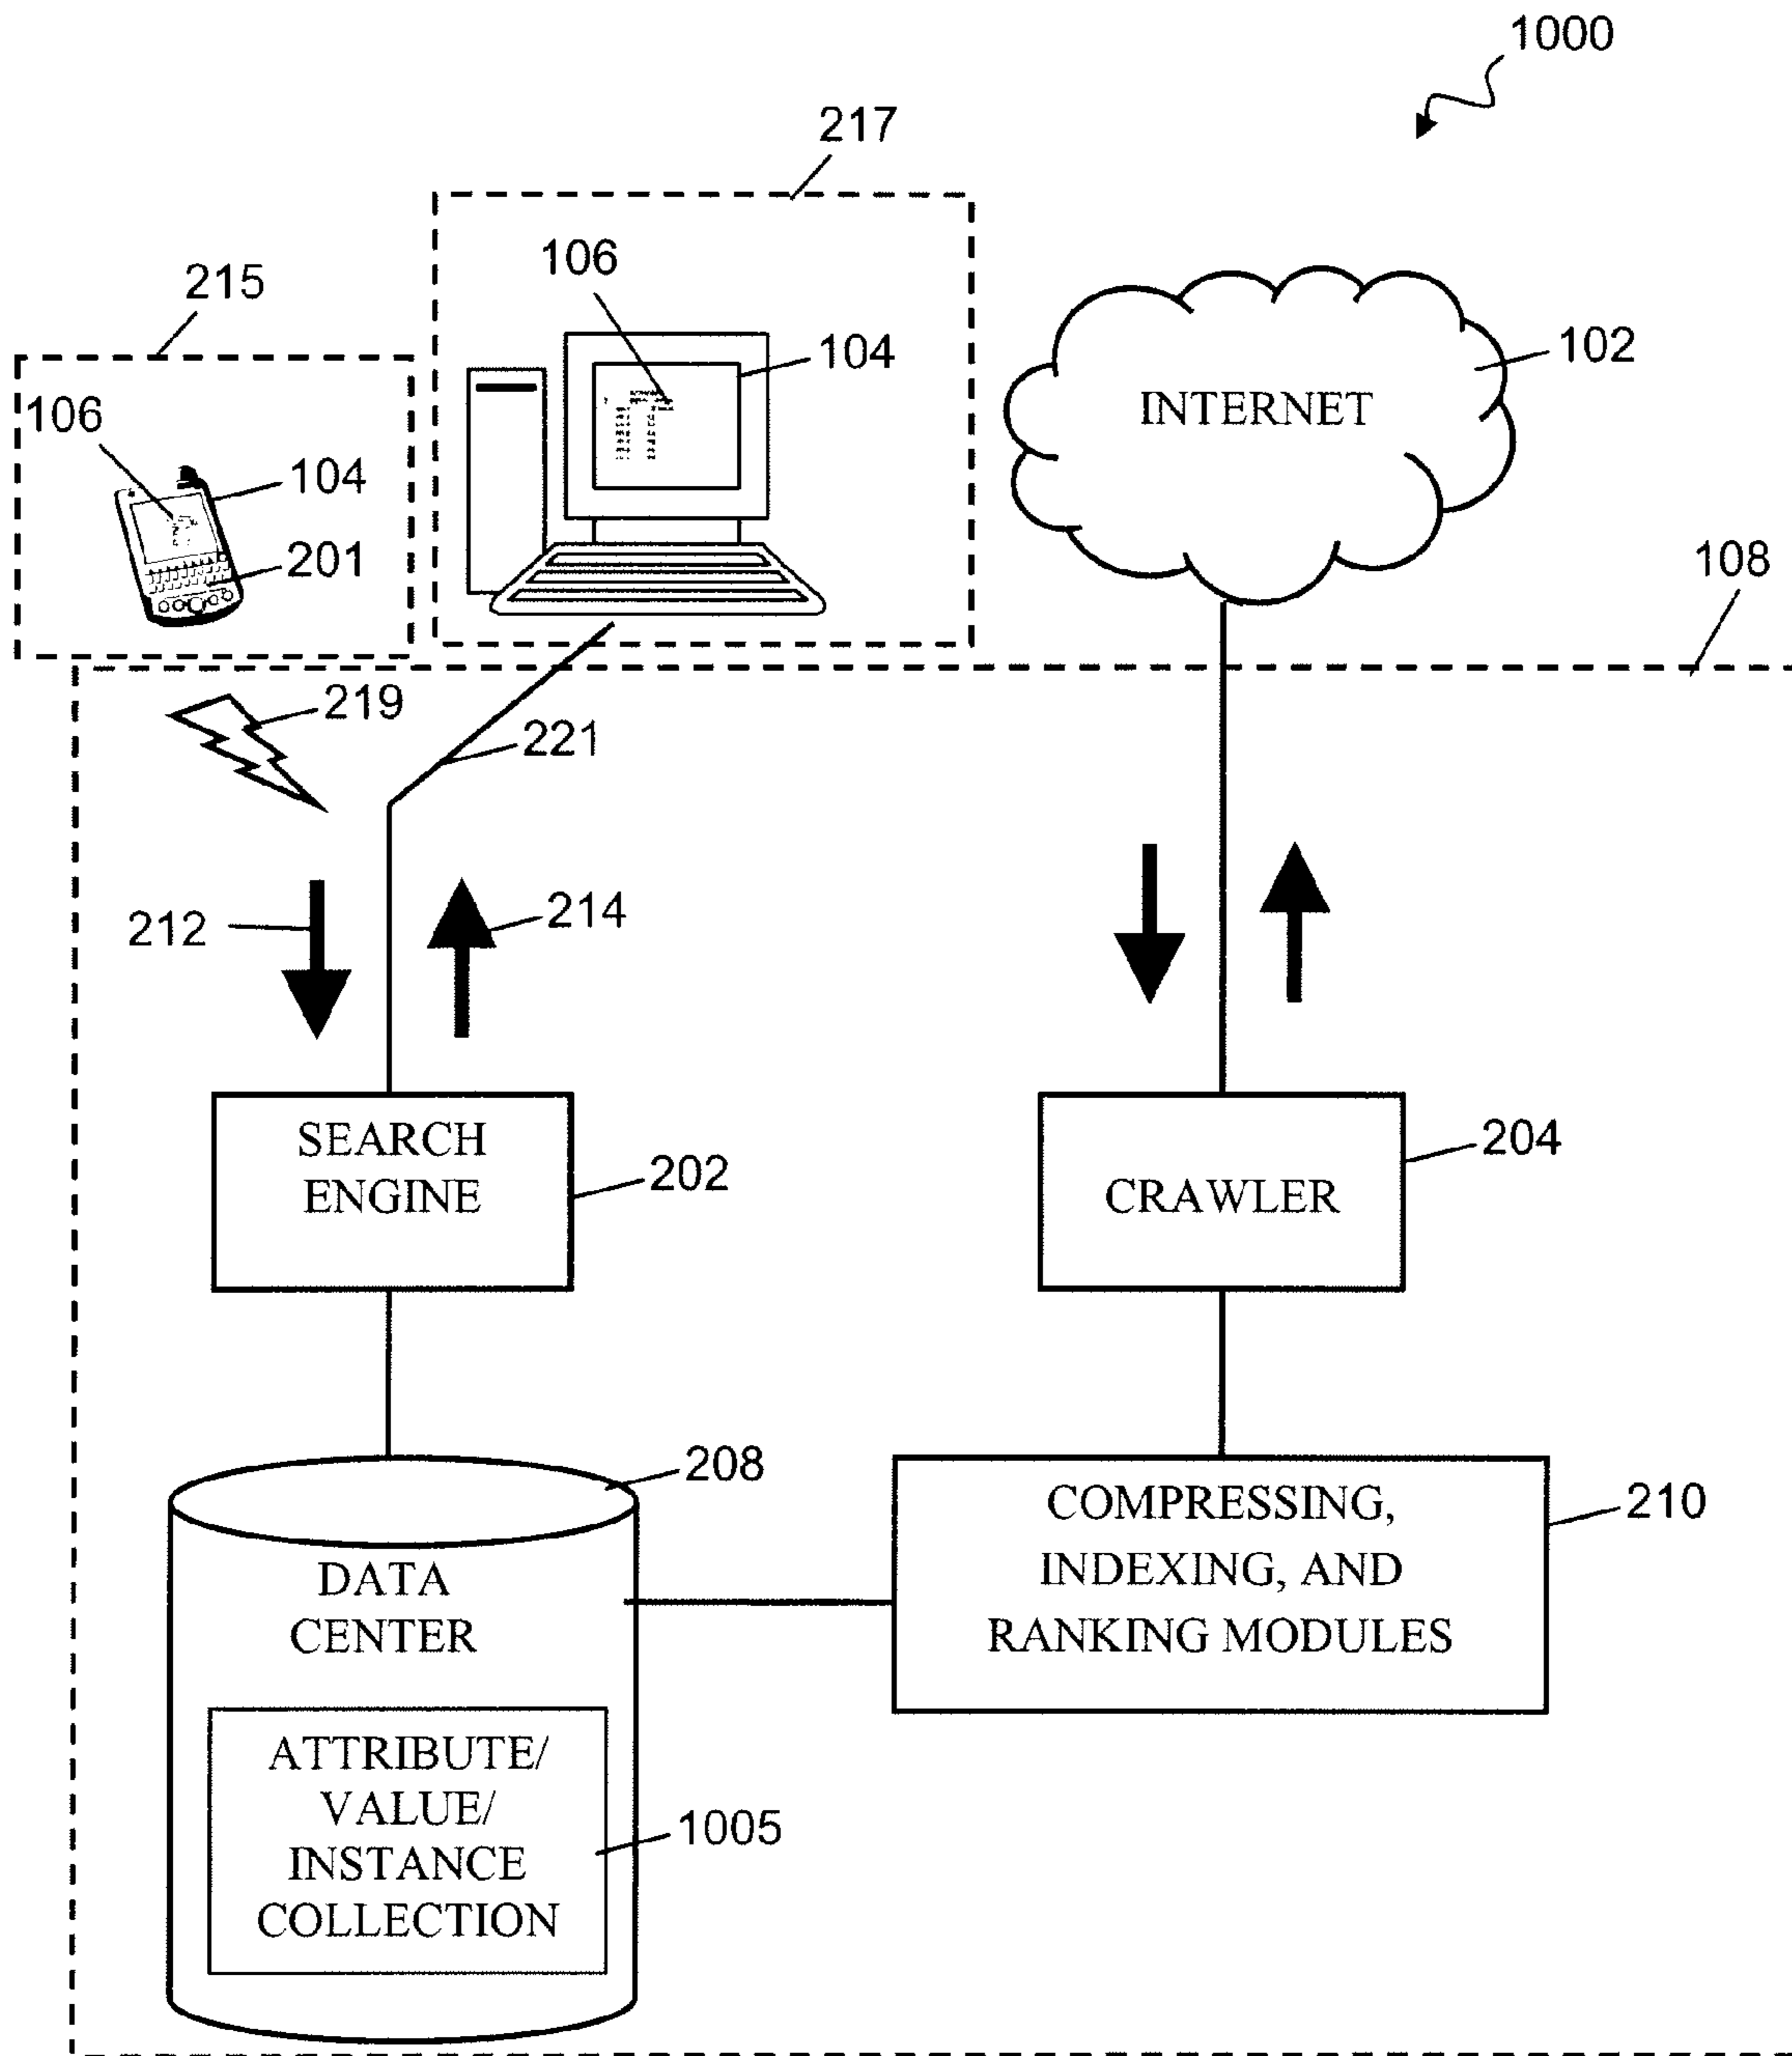 1000
217
106
215
104
102
INTERNET
106
104
201
108
219
221
212
214
SEARCH
ENGINE
202
204
CRAWLER
208
COMPRESSING,
INDEXING, AND
RANKING MODULES
210
DATA
CENTER
ATTRIBUTE/
VALUE/
INSTANCE
COLLECTION
1005